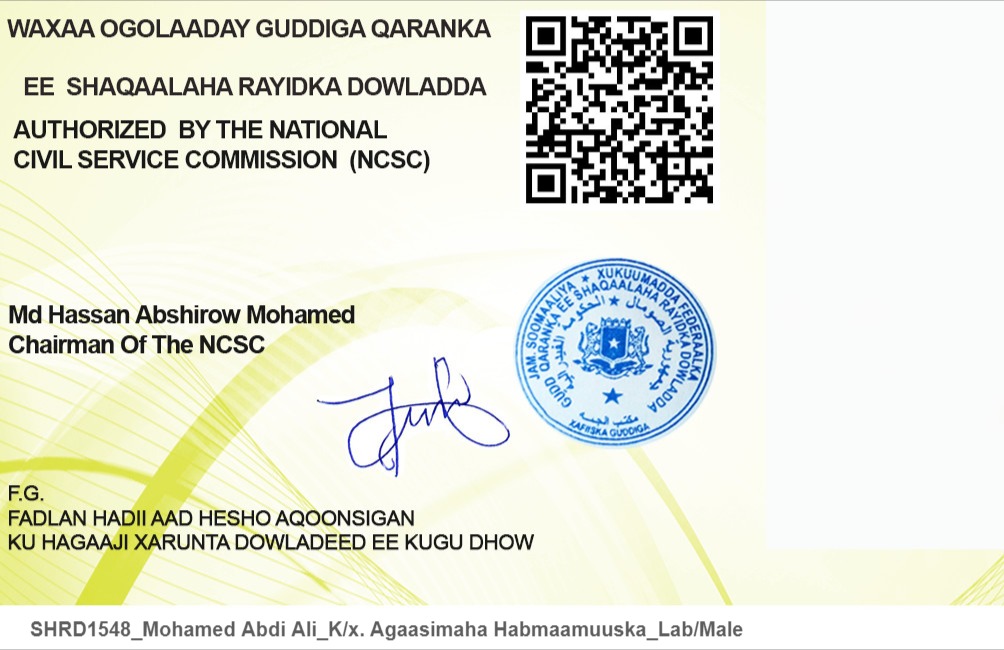 WAXAA OGOLAADAY GUDDIGA QARANKA
EE SHAQAALAHA RAYIDKA DOWLADDA
AUTHORIZED BY THE NATIONAL
CIVIL SERVICE COMMISSION (NCSC)
Md Hassan Abshirow Mohamed
Chairman Of The NCSC
JAM. SOOMAALIYA ★ XUKUUMADDA FEDERAALKA
GUDD QARANKA EE SHAQAALAHA RAYIDKA DOWLADDA
جمهورية الصومال ★ الحكومة الفيدرالية
XAFIISKA GUDDIGA
F.G.
FADLAN HADII AAD HESHO AQOONSIGAN
KU HAGAAJI XARUNTA DOWLADEED EE KUGU DHOW
SHRD1548_Mohamed Abdi Ali_K/x. Agaasimaha Habmaamuuska_Lab/Male